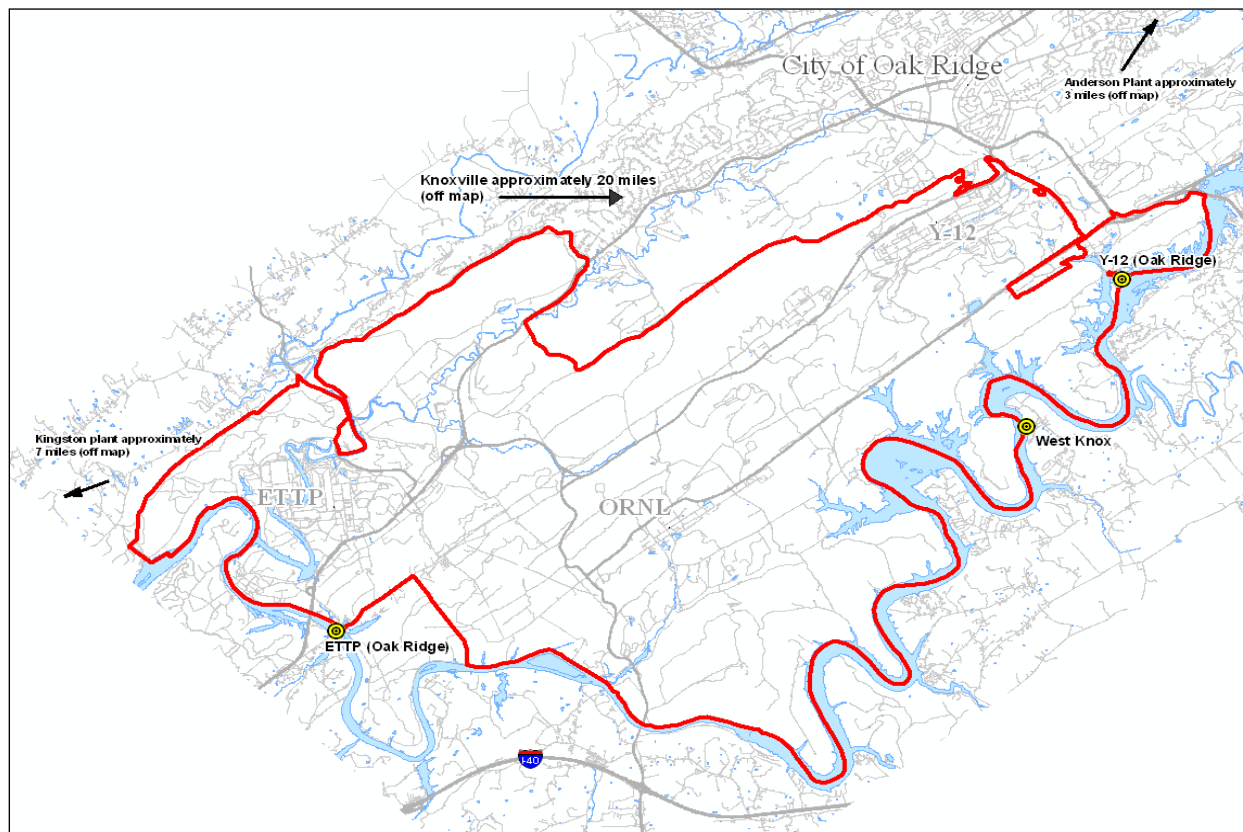 City of Oak Ridge
Anderson Plant approximately
3 miles (off map)
Knoxville approximately 20 miles
(off map)
Y-12
Y-12 (Oak Ridge)
Kingston plant approximately
7 miles (off map)
West Knox
ETTP
ORNL
ETTP (Oak Ridge)
I-40